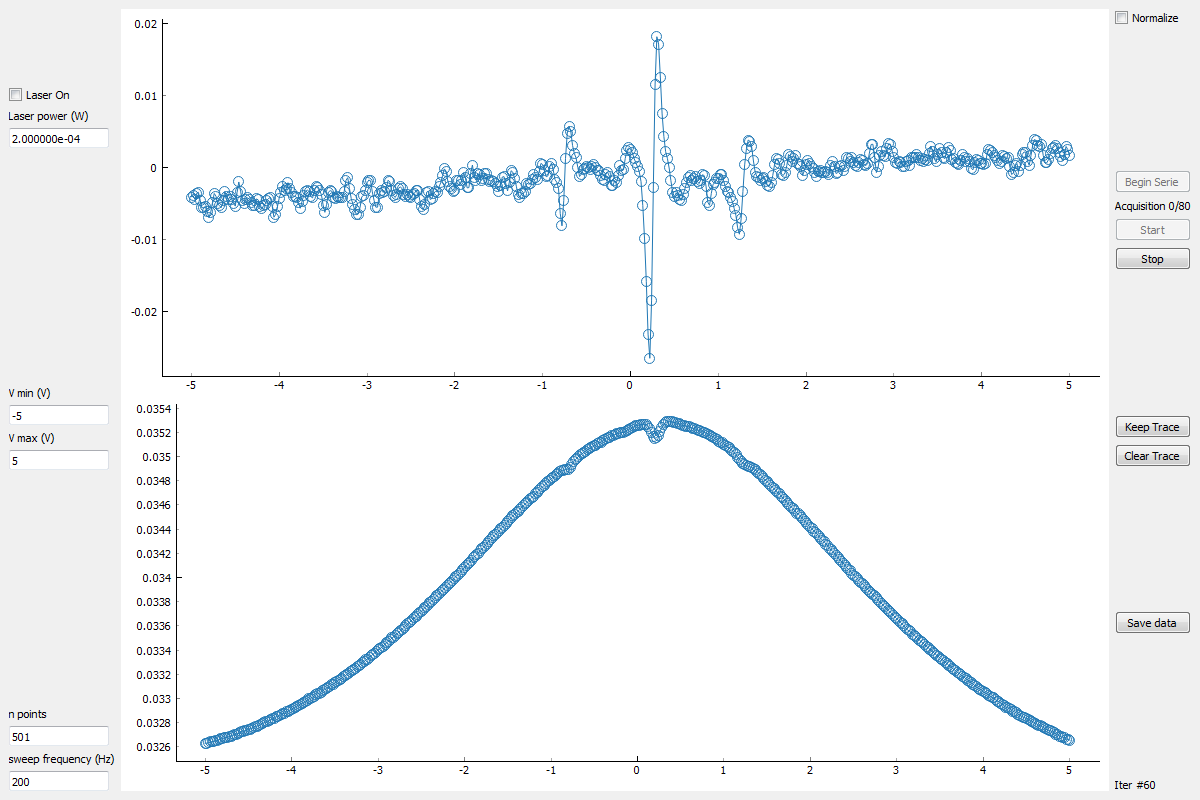 Laser On
Laser power (W)
2.000000e-04
V min (V)
-5
V max (V)
5
n points
501
sweep frequency (Hz)
200
0.02
0.01
0
-0.01
-0.02
-5 -4 -3 -2 -1 0 1 2 3 4 5
0.0354
0.0352
0.035
0.0348
0.0346
0.0344
0.0342
0.034
0.0338
0.0336
0.0334
0.0332
0.033
0.0328
0.0326
-5 -4 -3 -2 -1 0 1 2 3 4 5
Normalize
Begin Serie
Acquisition 0/80
Start
Stop
Keep Trace
Clear Trace
Save data
Iter #60